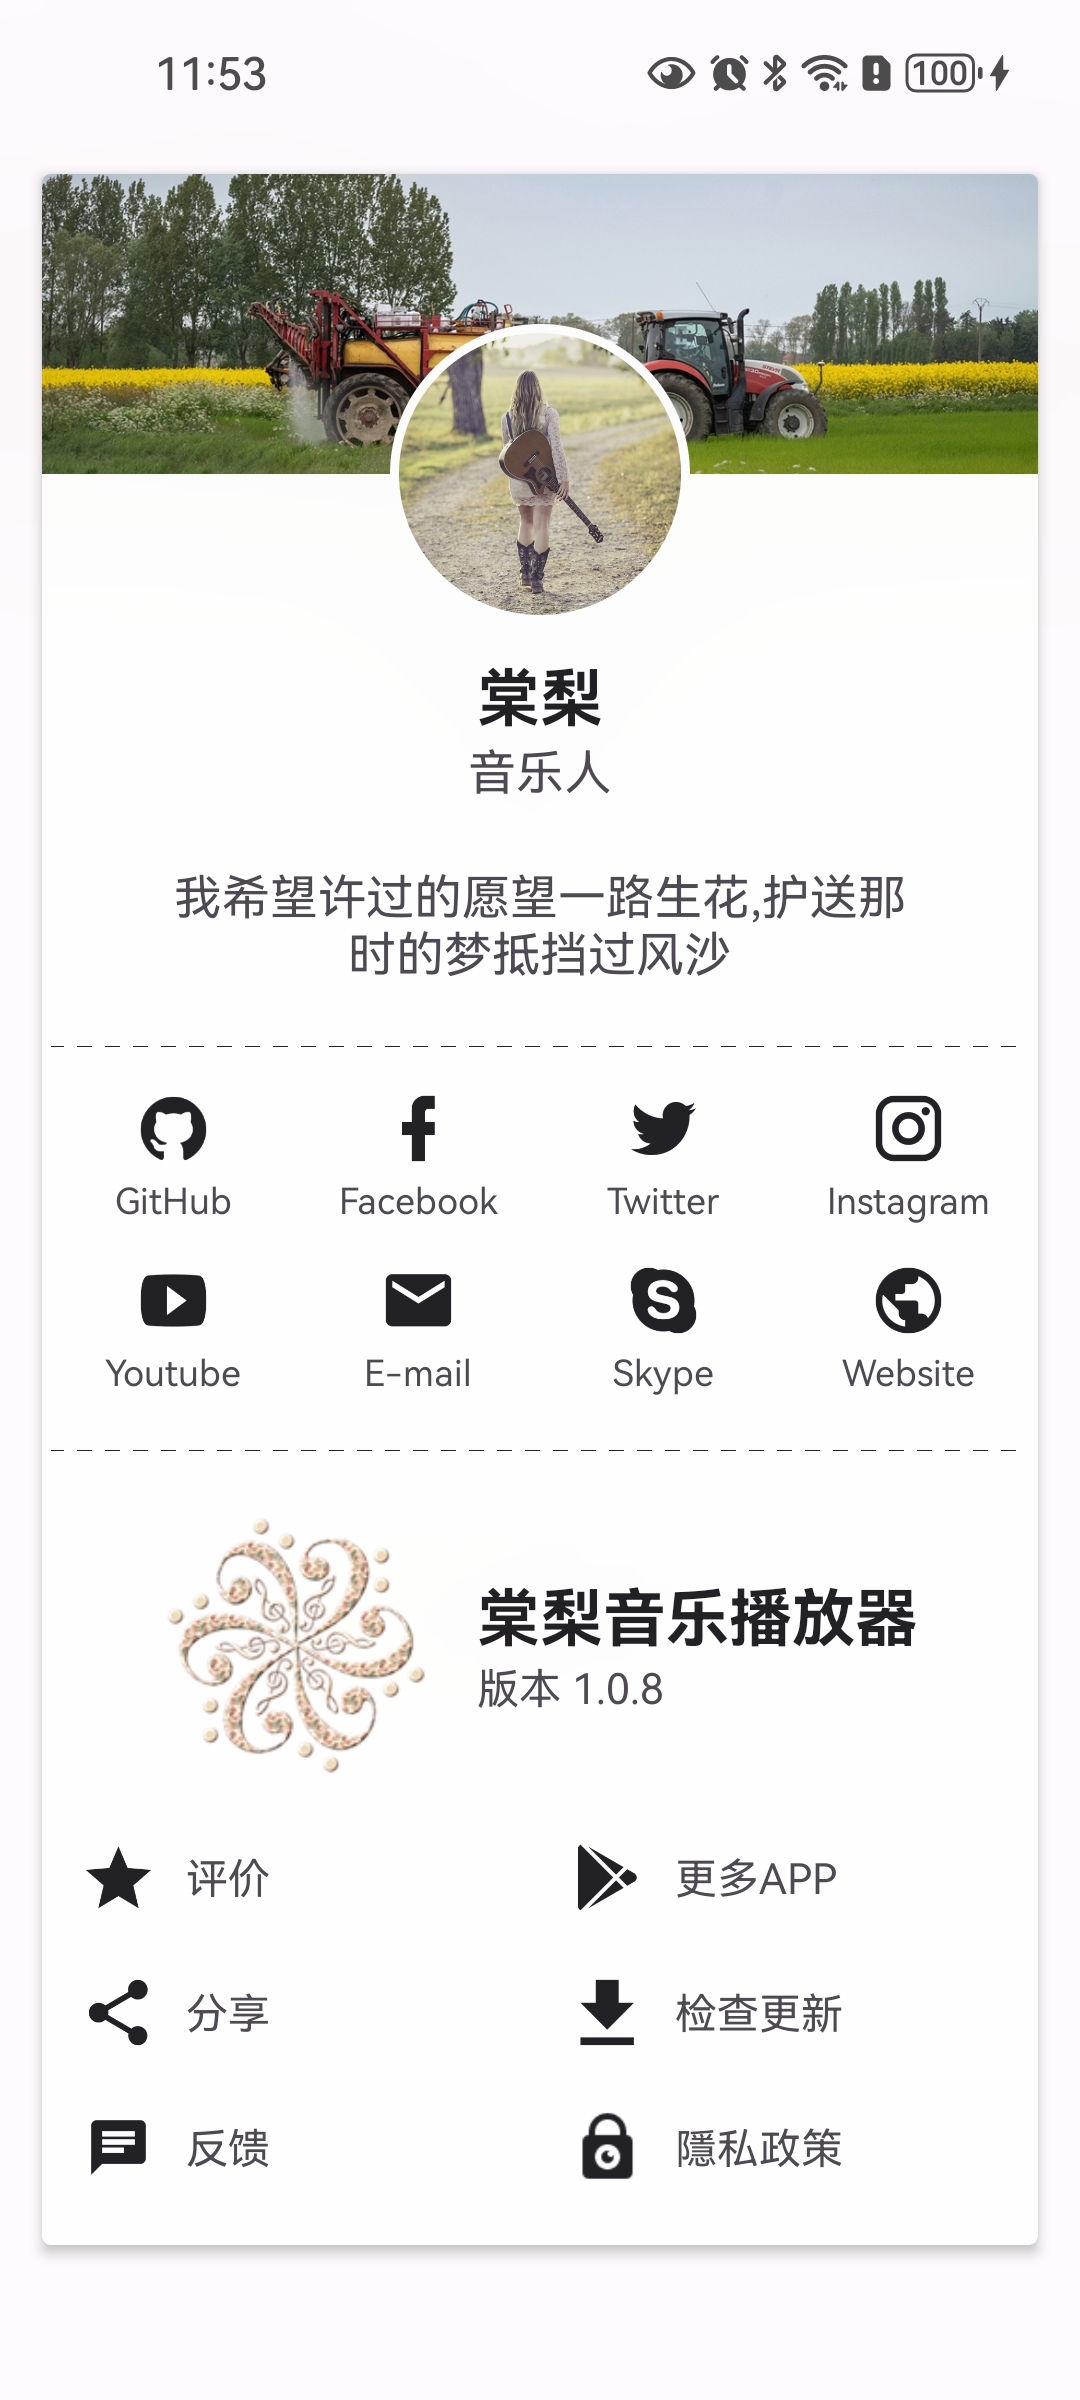 11:53
100
棠梨
音乐人
我希望许过的愿望一路生花,护送那
时的梦抵挡过风沙
GitHub
Facebook
Twitter
Instagram
Youtube
E-mail
Skype
Website
棠梨音乐播放器
版本 1.0.8
评价
更多APP
分享
检查更新
反馈
隱私政策